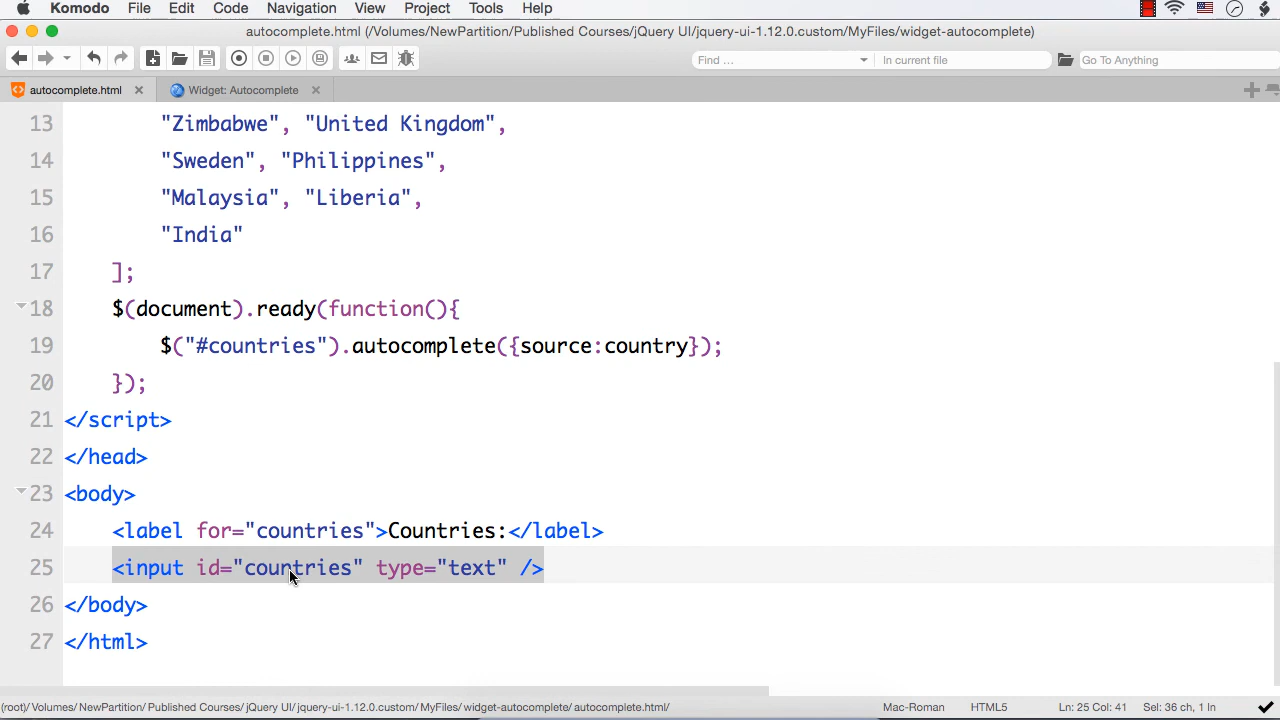 Komodo File Edit Code Navigation View Project Tools Help
autocomplete.html (/Volumes/NewPartition/Published Courses/jQuery UI/jquery-ui-1.12.0.custom/MyFiles/widget-autocomplete)
Find ... In current file Go To Anything
autocomplete.html Widget: Autocomplete
13 "Zimbabwe", "United Kingdom",
14 "Sweden", "Philippines",
15 "Malaysia", "Liberia",
16 "India"
17 ];
18 $(document).ready(function(){
19 $("#countries").autocomplete({source:country});
20 });
21 </script>
22 </head>
23 <body>
24 <label for="countries">Countries:</label>
25 <input id="countries" type="text" />
26 </body>
27 </html>
(root)/ Volumes/ NewPartition/ Published Courses/ jQuery UI/ jquery-ui-1.12.0.custom/ MyFiles/ widget-autocomplete/ autocomplete.html/ Mac-Roman HTML5 Ln: 25 Col: 41 Sel: 36 ch, 1 ln